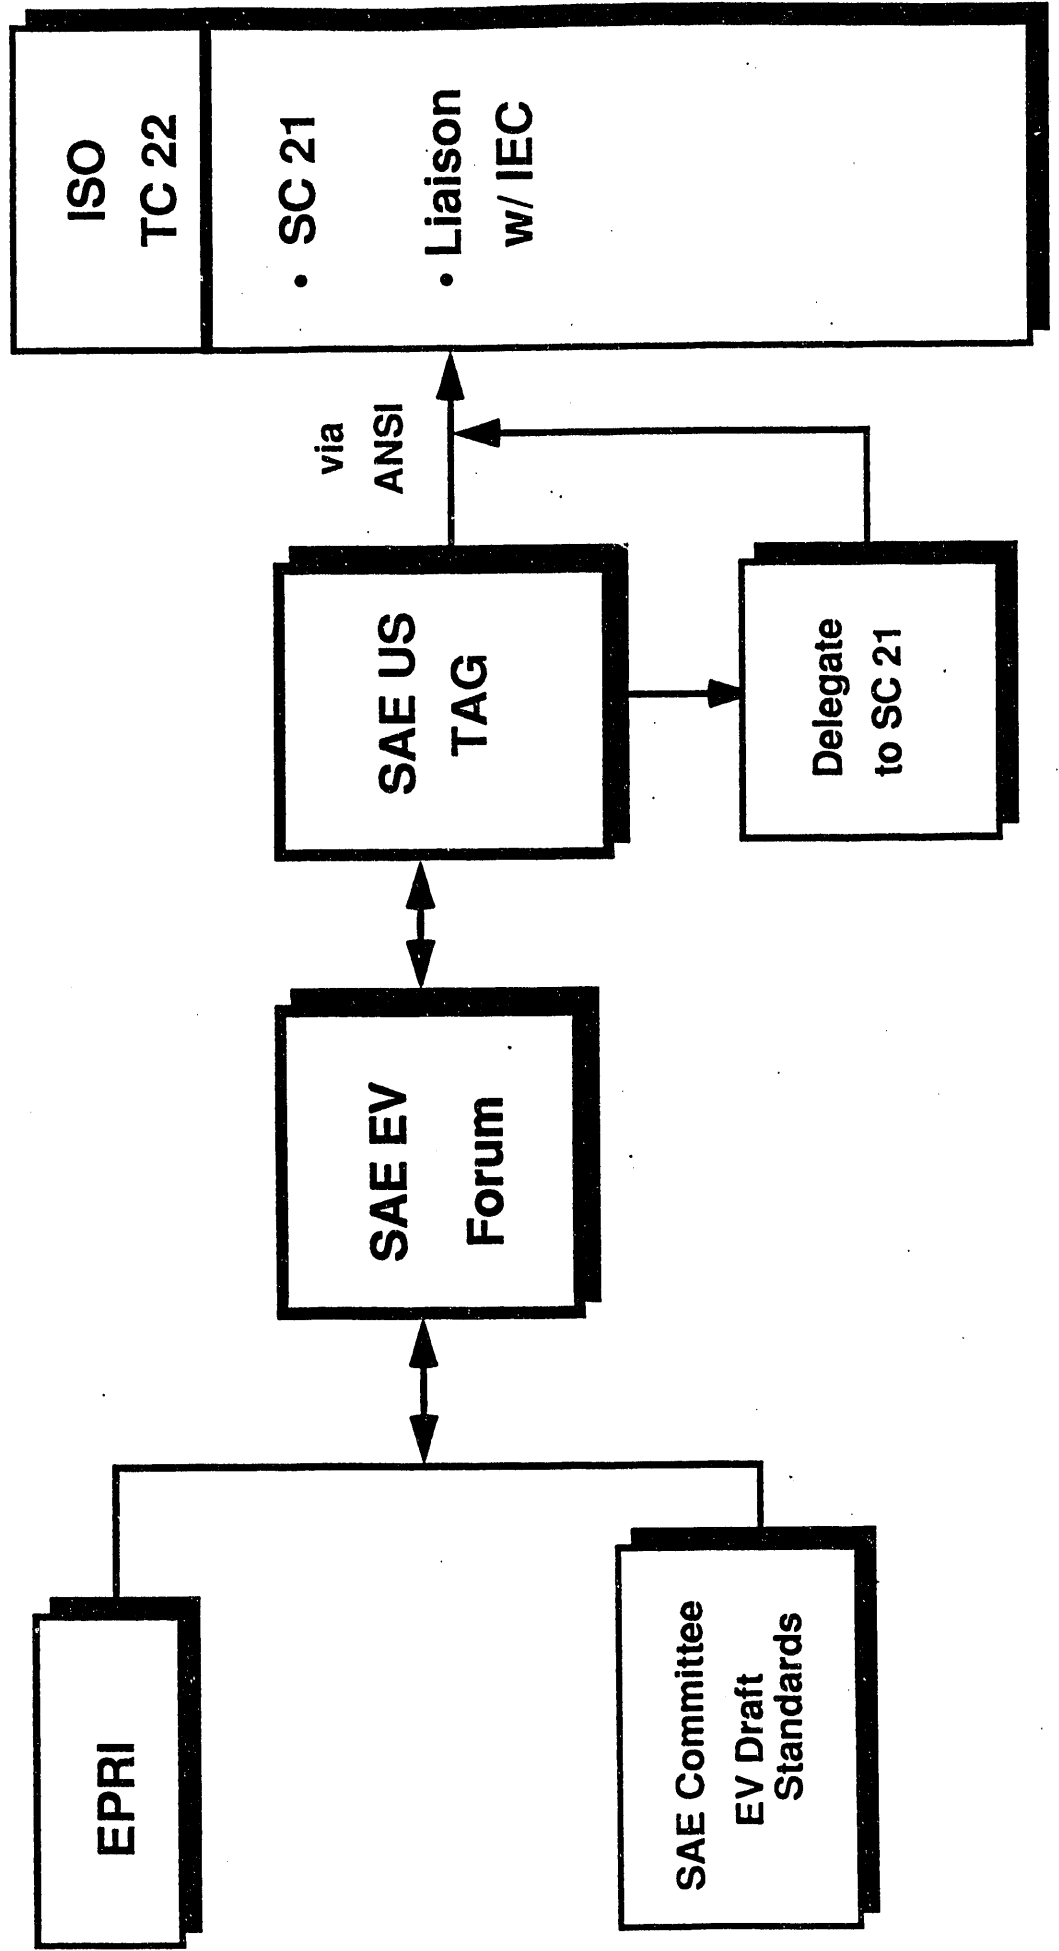 EPRI
SAE Committee
EV Draft
Standards
SAE EV
Forum
SAE US
TAG
Delegate
to SC 21
via
ANSI
ISO
TC 22
• SC 21
• Liaison
w/ IEC